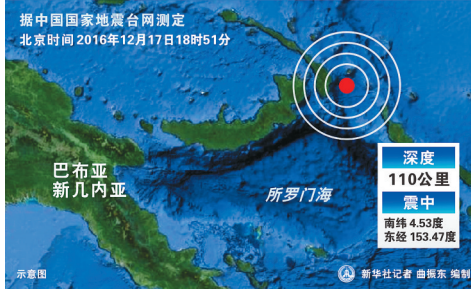 据中国国家地震台网测定
北京时间2016年12月17日18时51分
巴布亚
新几内亚
所罗门海
深度
110公里
震中
南纬 4.53度
东经 153.47度
示意图
新华社记者 曲振东 编制